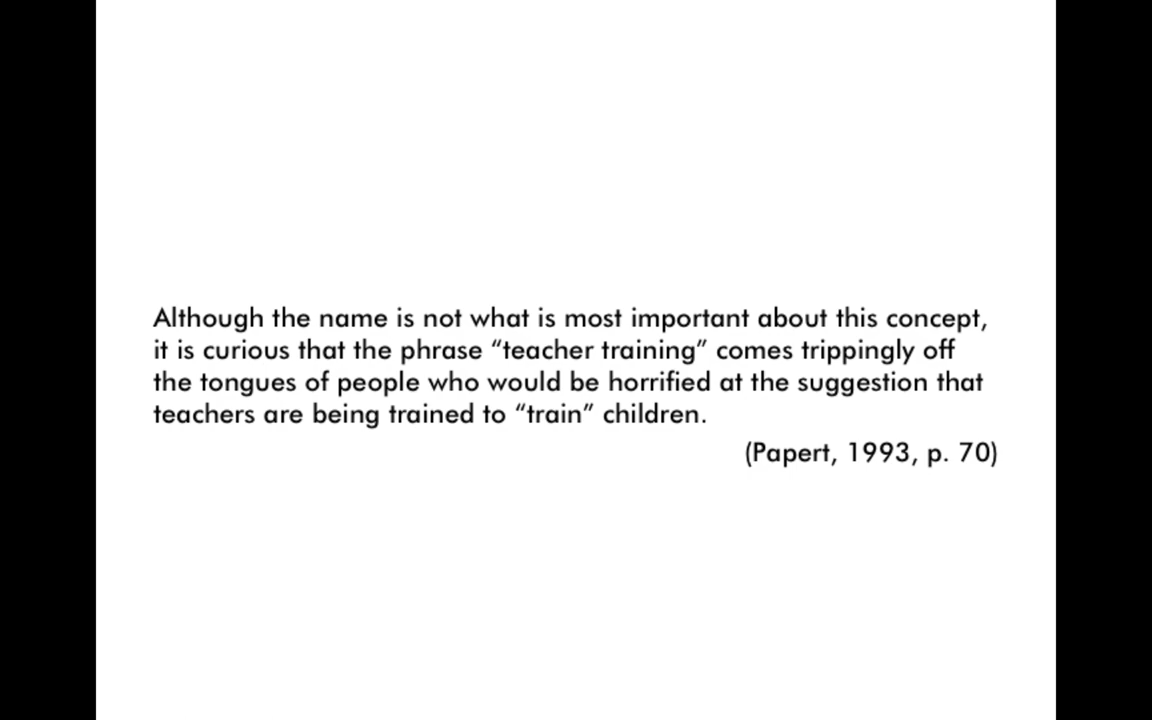 Although the name is not what is most important about this concept,
it is curious that the phrase “teacher training” comes trippingly off
the tongues of people who would be horrified at the suggestion that
teachers are being trained to “train” children.
(Papert, 1993, p. 70)